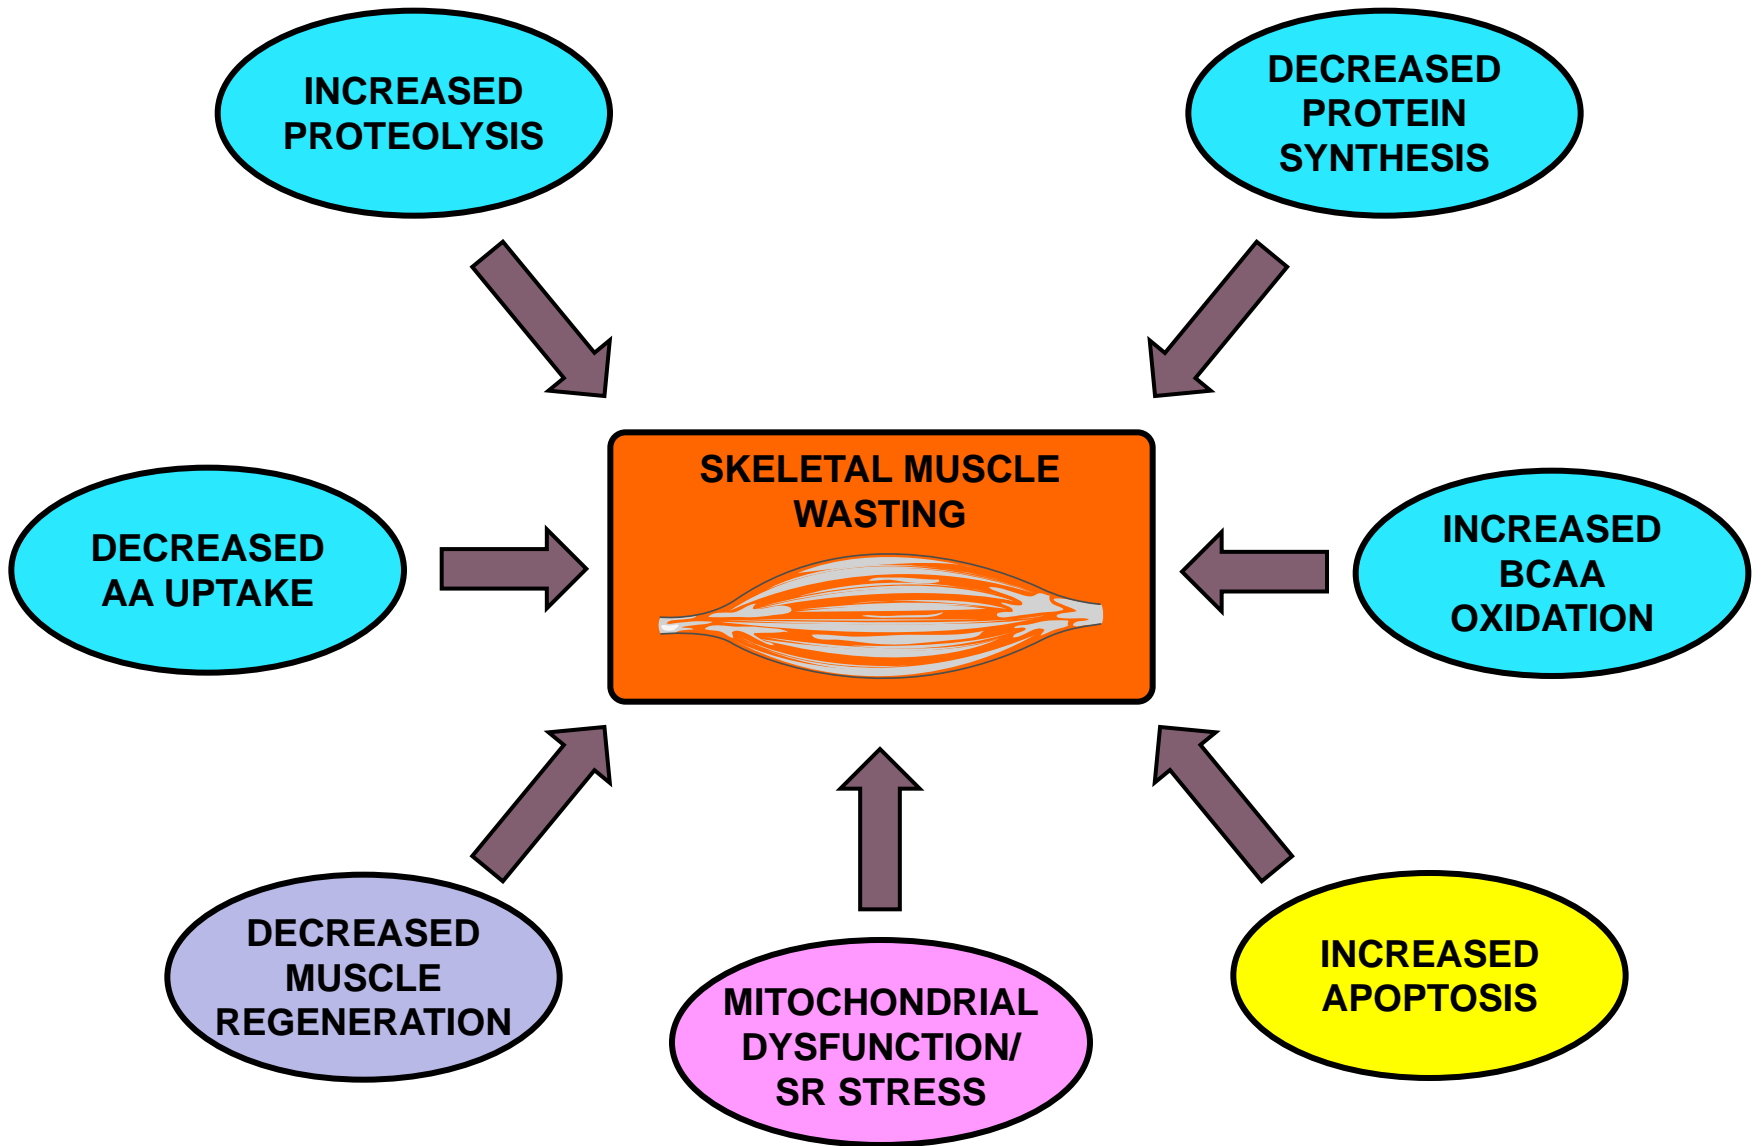 INCREASED
PROTEOLYSIS
DECREASED
PROTEIN
SYNTHESIS
SKELETAL MUSCLE
WASTING
DECREASED
AA UPTAKE
INCREASED
BCAA
OXIDATION
DECREASED
MUSCLE
REGENERATION
MITOCHONDRIAL
DYSFUNCTION/
SR STRESS
INCREASED
APOPTOSIS